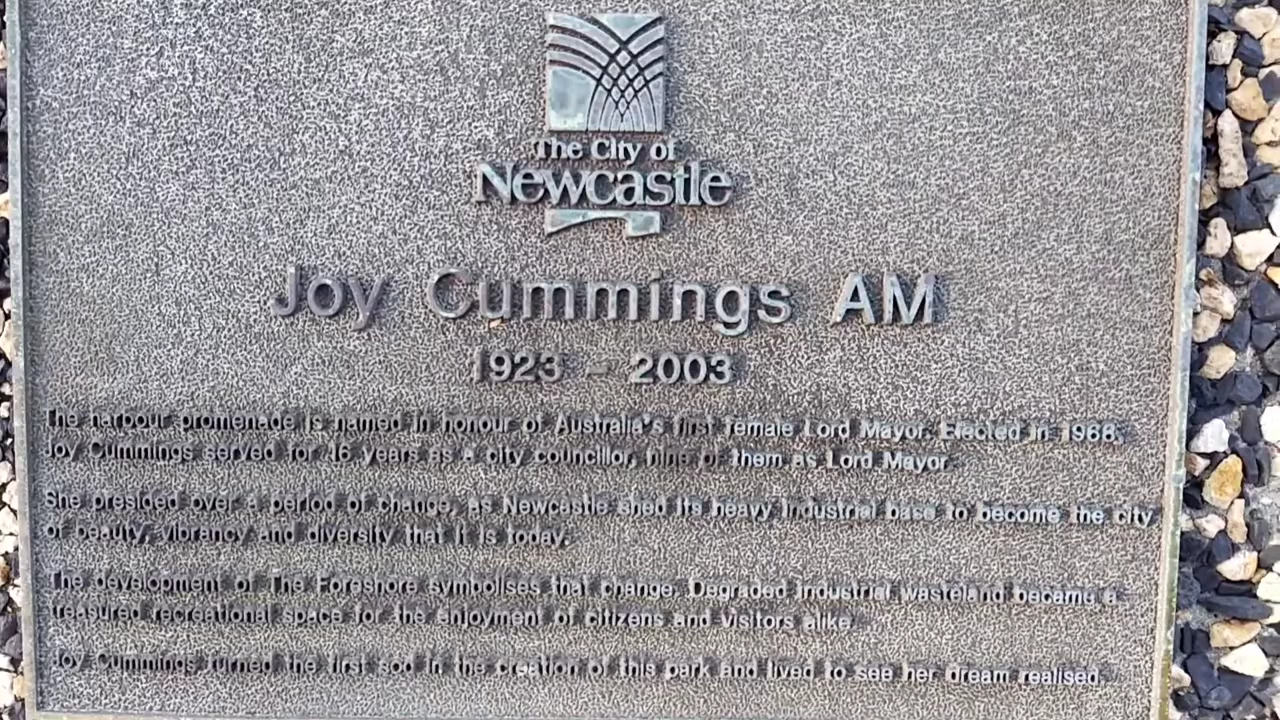 The City of
Newcastle
Joy Cummings AM
1923 - 2003
The harbour promenade is named in honour of Australia's first female Lord Mayor. Elected in 1968,
Joy Cummings served for 16 years as a city councillor, nine of them as Lord Mayor.
She presided over a period of change, as Newcastle shed its heavy industrial base to become the city
of beauty, vibrancy and diversity that it is today.
The development of The Foreshore symbolises that change. Degraded industrial wasteland became a
treasured recreational space for the enjoyment of citizens and visitors alike.
Joy Cummings turned the first sod in the creation of this park and lived to see her dream realised.